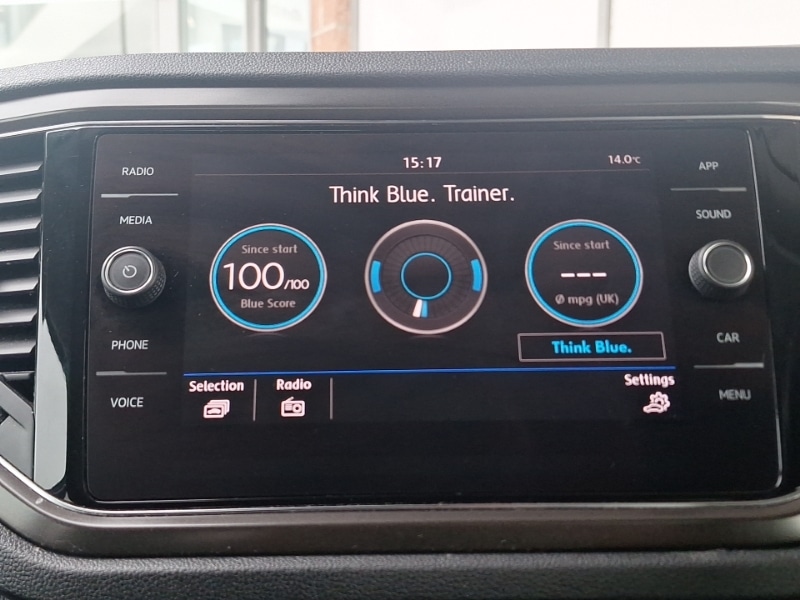 RADIO
MEDIA
PHONE
VOICE
15:17
14.0°C
Think Blue. Trainer.
Since start
100/100
Blue Score
Since start
---
Ø mpg (UK)
Think Blue.
Selection
Radio
Settings
APP
SOUND
CAR
MENU